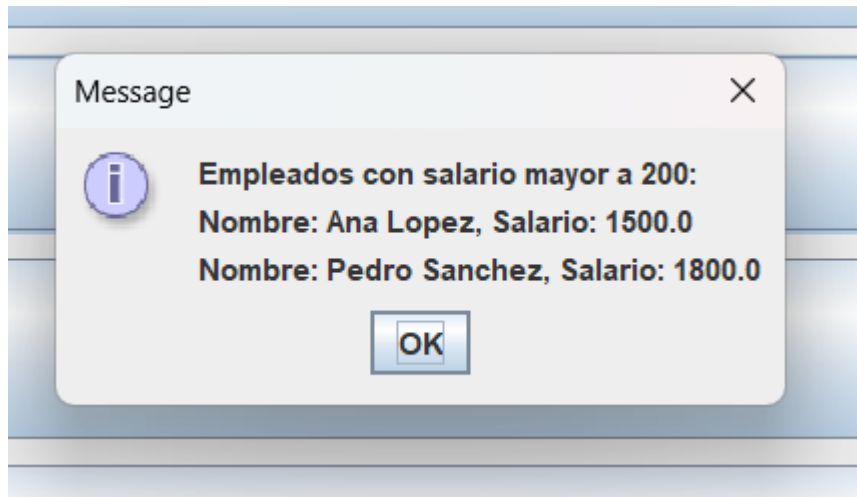 Message
Empleados con salario mayor a 200:
Nombre: Ana Lopez, Salario: 1500.0
Nombre: Pedro Sanchez, Salario: 1800.0
OK